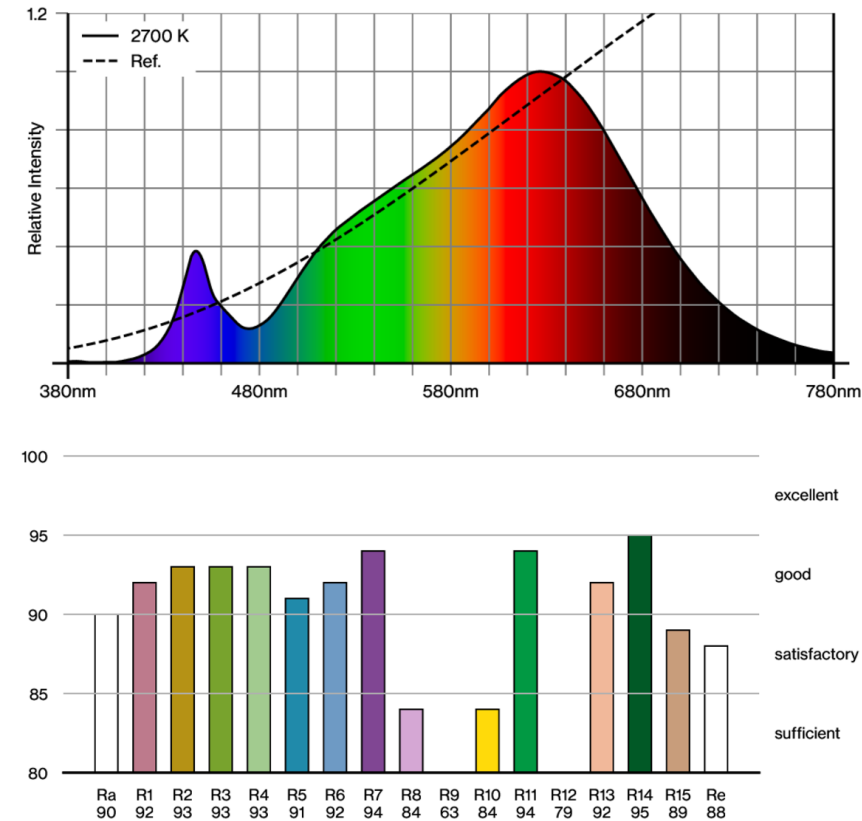 1.2
2700 K
Ref.
Relative Intensity
380nm 480nm 580nm 680nm 780nm
100
excellent
95
good
90
satisfactory
85
sufficient
80
Ra R1 R2 R3 R4 R5 R6 R7 R8 R9 R10 R11 R12 R13 R14 R15 Re
90 92 93 93 93 91 92 94 84 63 84 94 79 92 95 89 88